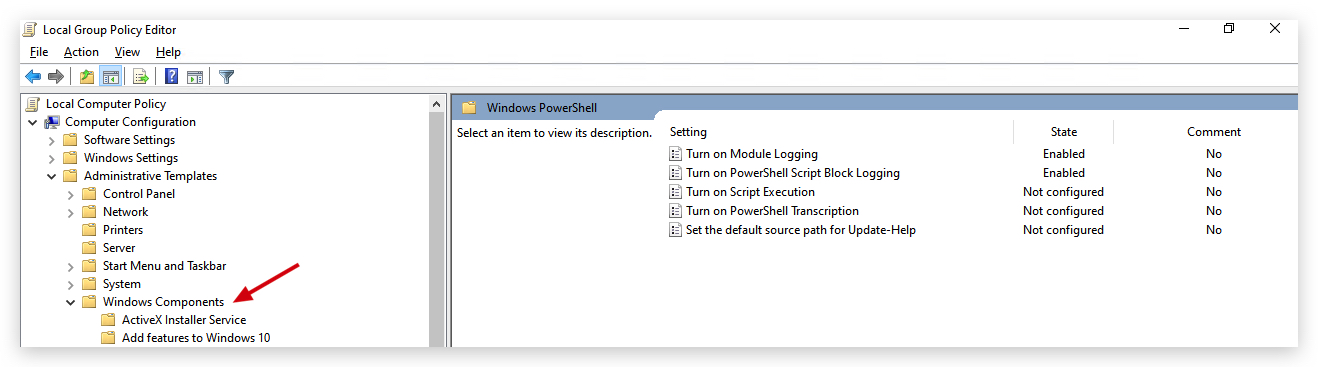 Local Group Policy Editor
File Action View Help
Local Computer Policy
Computer Configuration
Software Settings
Windows Settings
Administrative Templates
Control Panel
Network
Printers
Server
Start Menu and Taskbar
System
Windows Components
ActiveX Installer Service
Add features to Windows 10
Windows PowerShell
Select an item to view its description.
Setting State Comment
Turn on Module Logging Enabled No
Turn on PowerShell Script Block Logging Enabled No
Turn on Script Execution Not configured No
Turn on PowerShell Transcription Not configured No
Set the default source path for Update-Help Not configured No